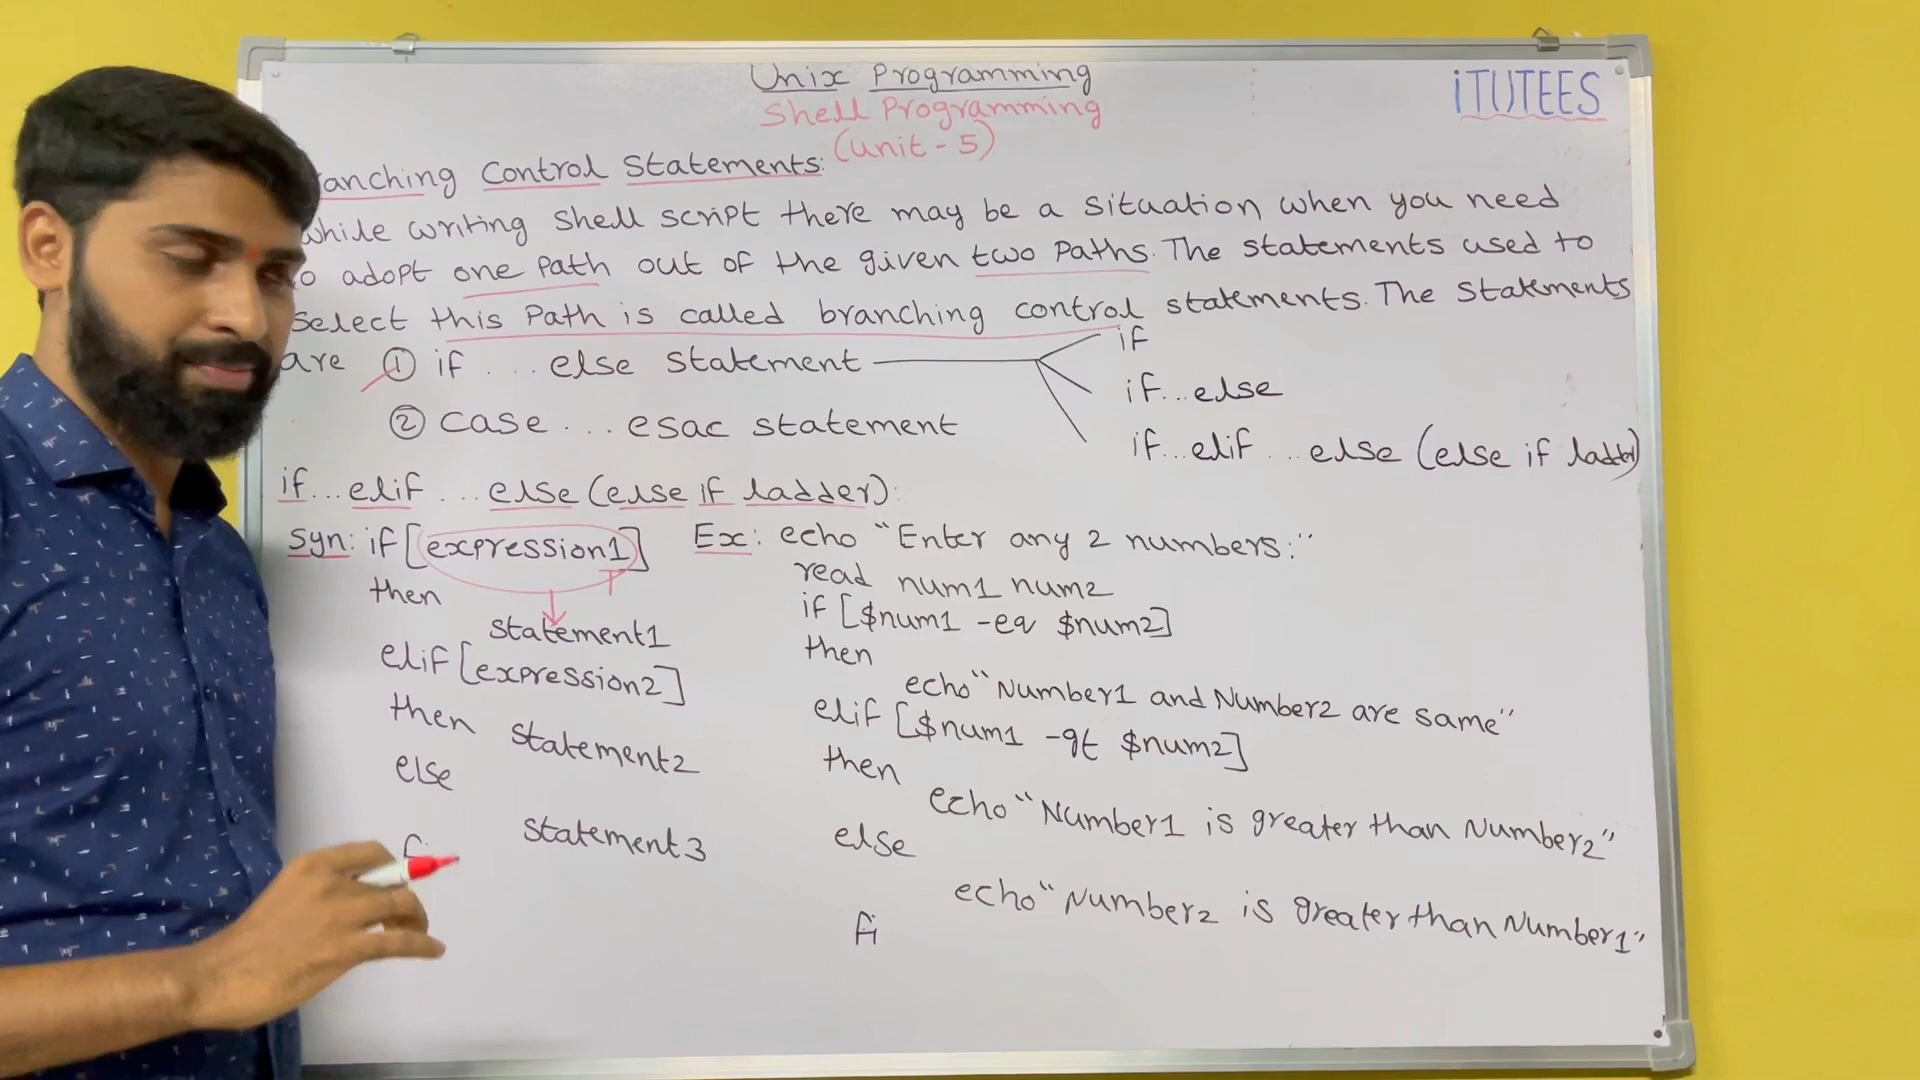 Unix Programming
iTUTEES
Shell Programming
(unit - 5)
anching Control Statements:
while writing Shell script there may be a situation when you need
o adopt one path out of the given two paths. The statements used to
Select this Path is called branching control statements. The Statements
are ① if ... else statement
② case ... esac statement
if
if...else
if...elif ...else (else if ladder)
if...elif ... else (else if ladder):
Syn: if [expression1]
then
statement1
elif [expression2]
then statement2
else
statement3
Ex: echo "Enter any 2 numbers:"
read num1 num2
if [$num1 -eq $num2]
then
echo "Number1 and Number2 are same"
elif [$num1 -gt $num2]
then
echo "Number1 is greater than Number2"
else
echo "Number2 is greater than Number1"
fi